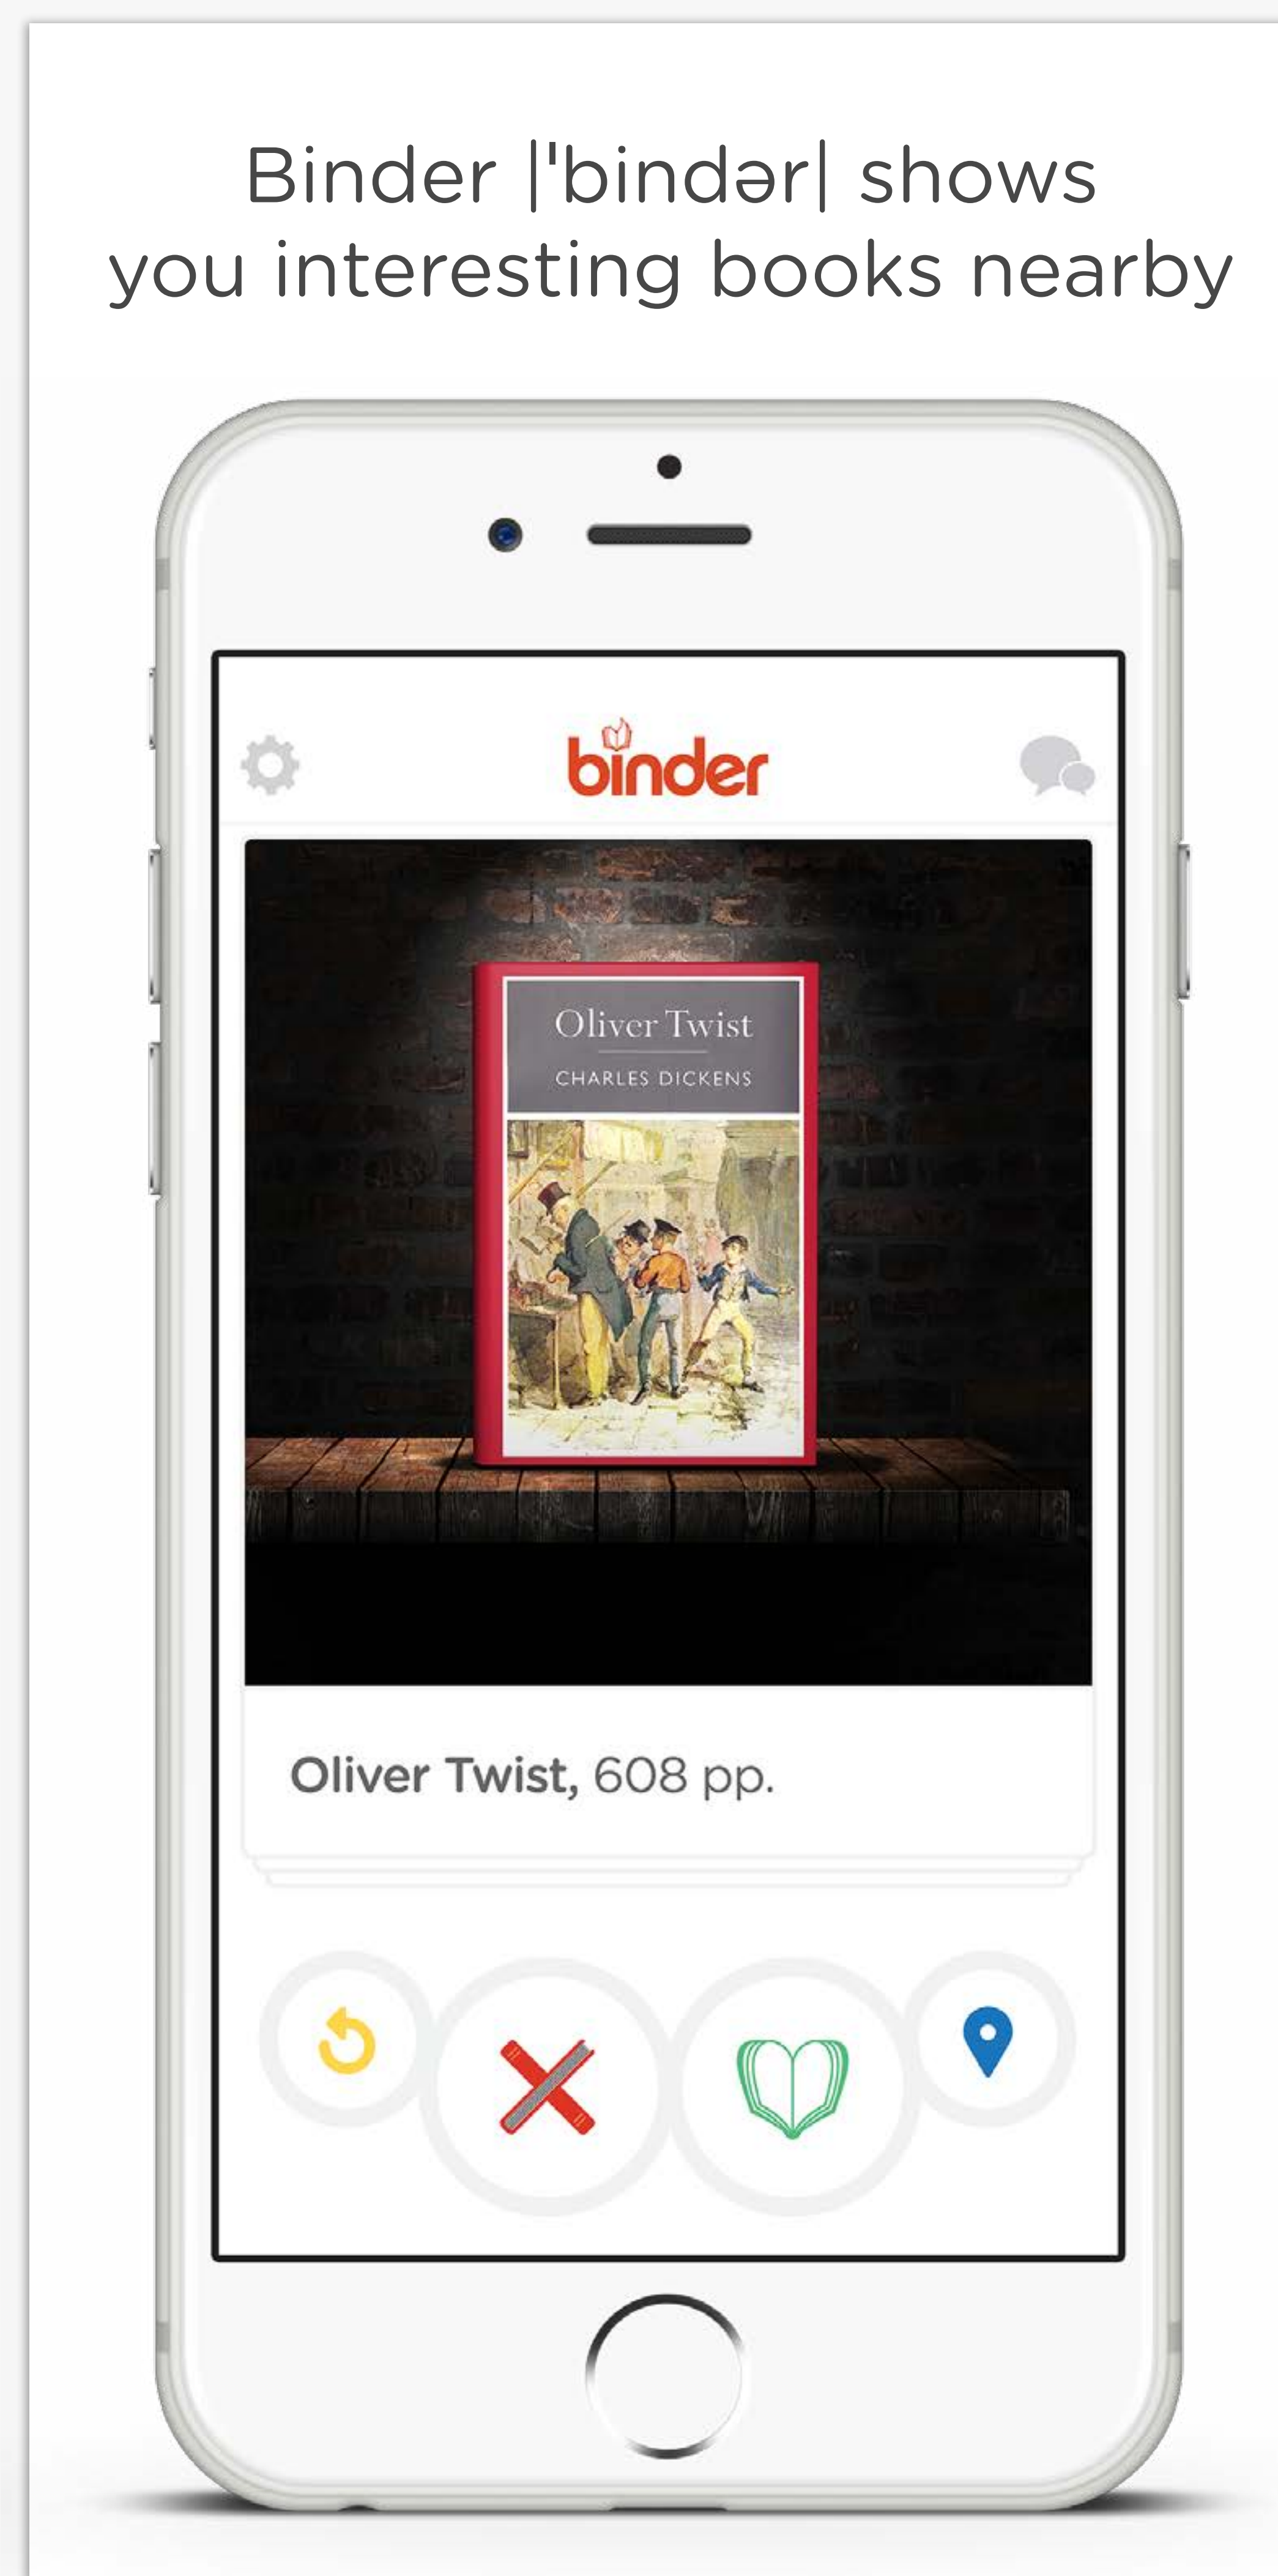 Binder |'bindər| shows
you interesting books nearby
binder
Oliver Twist
CHARLES DICKENS
Oliver Twist, 608 pp.